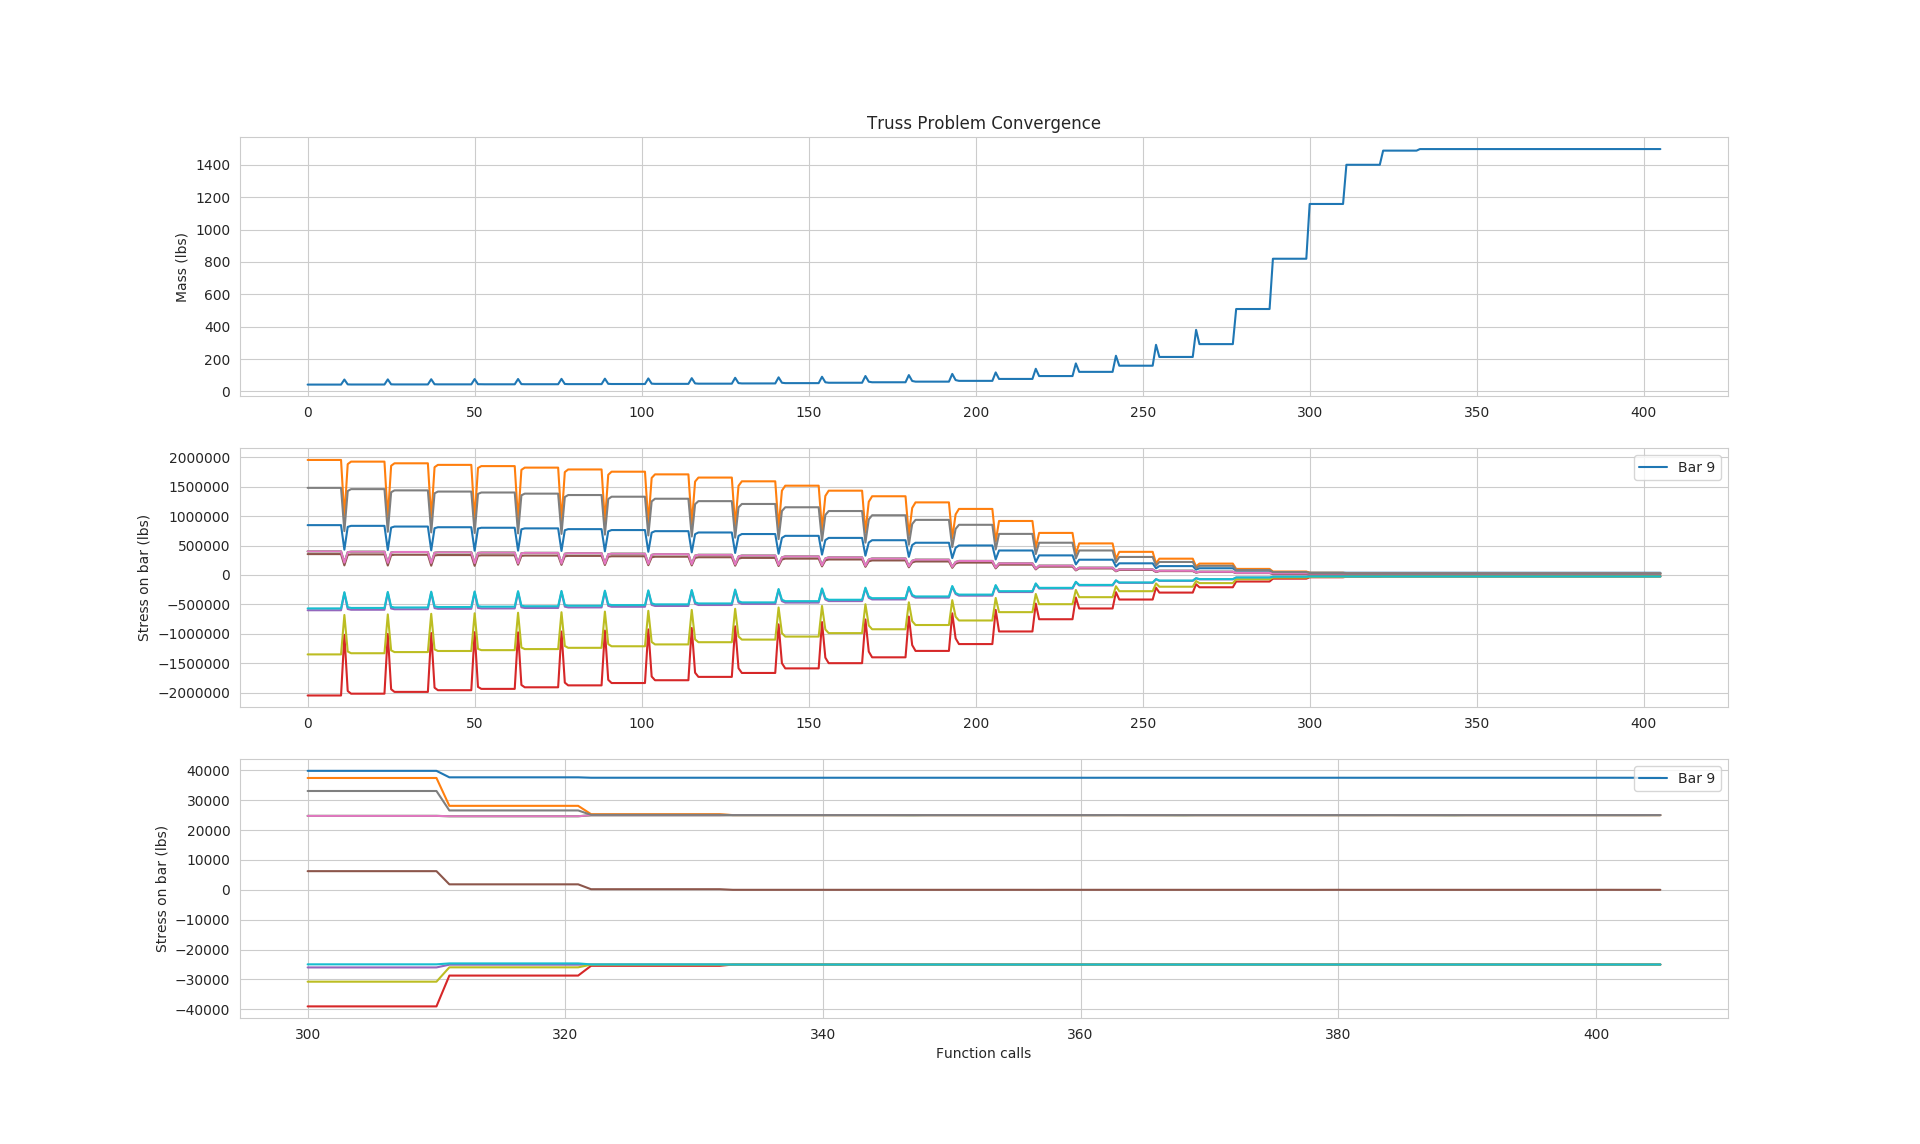 Truss Problem Convergence
Mass (lbs)
1400
1200
1000
800
600
400
200
0
0 50 100 150 200 250 300 350 400
Stress on bar (lbs)
2000000
1500000
1000000
500000
0
−500000
−1000000
−1500000
−2000000
Bar 9
0 50 100 150 200 250 300 350 400
Stress on bar (lbs)
40000
30000
20000
10000
0
−10000
−20000
−30000
−40000
Bar 9
300 320 340 360 380 400
Function calls